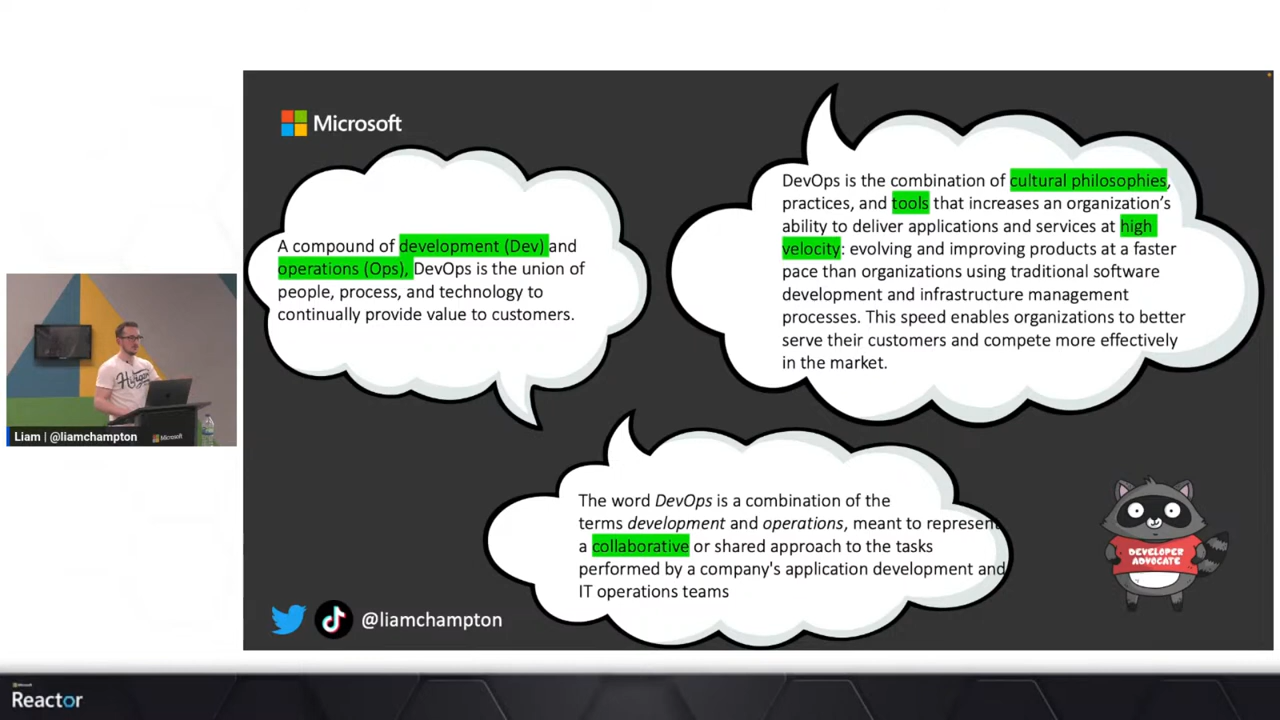 Microsoft
A compound of development (Dev) and
operations (Ops), DevOps is the union of
people, process, and technology to
continually provide value to customers.
DevOps is the combination of cultural philosophies,
practices, and tools that increases an organization's
ability to deliver applications and services at high
velocity: evolving and improving products at a faster
pace than organizations using traditional software
development and infrastructure management
processes. This speed enables organizations to better
serve their customers and compete more effectively
in the market.
The word DevOps is a combination of the
terms development and operations, meant to represent
a collaborative or shared approach to the tasks
performed by a company's application development and
IT operations teams
DEVELOPER
ADVOCATE
@liamchampton
Liam | @liamchampton
Microsoft
Microsoft
Reactor